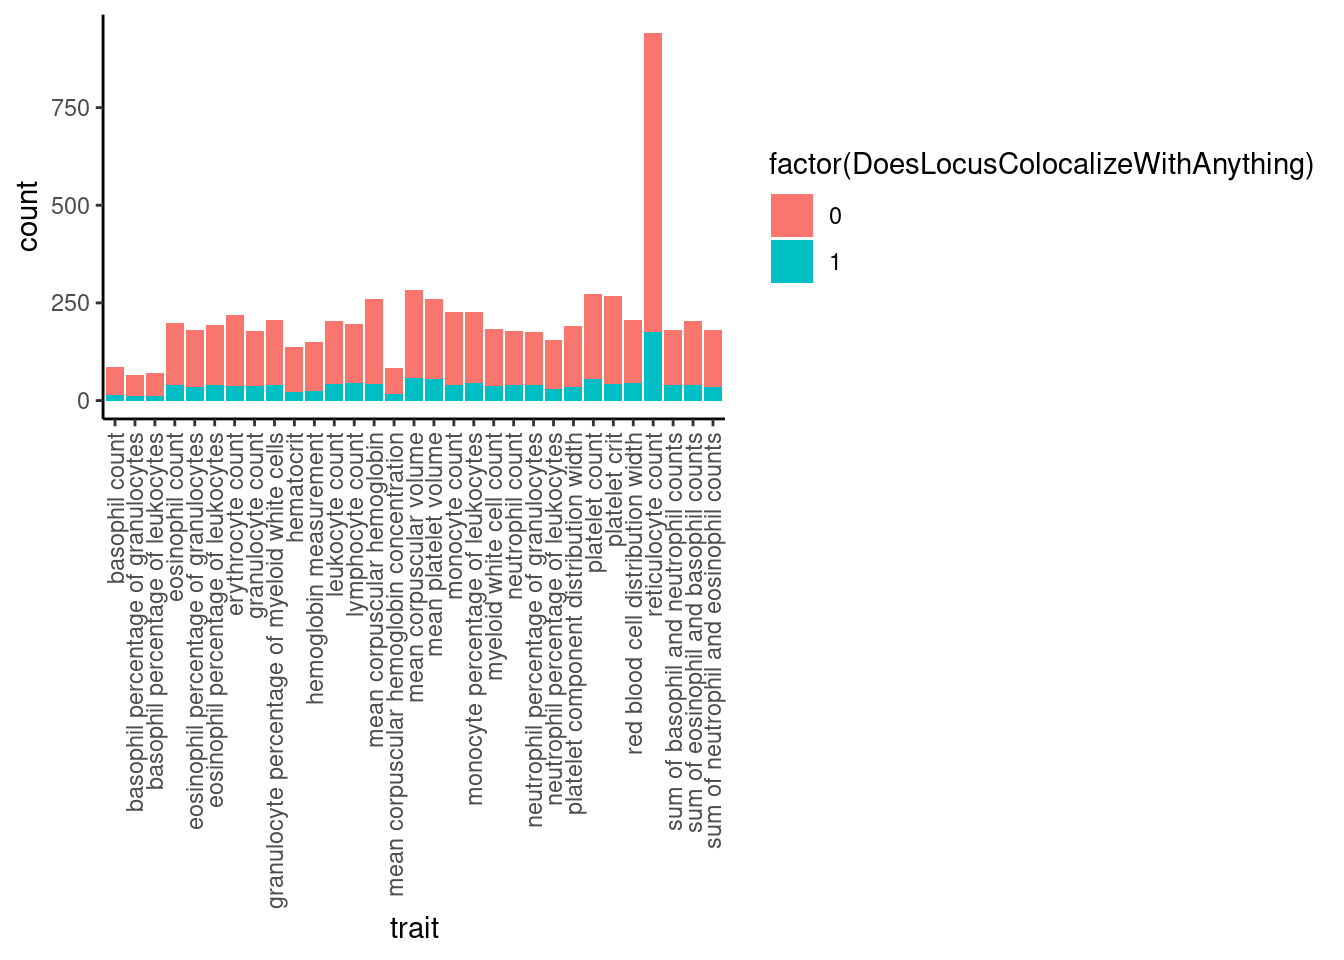 count
750
500
250
0
basophil count
basophil percentage of granulocytes
basophil percentage of leukocytes
eosinophil count
eosinophil percentage of granulocytes
eosinophil percentage of leukocytes
erythrocyte count
granulocyte count
granulocyte percentage of myeloid white cells
hematocrit
hemoglobin measurement
leukocyte count
lymphocyte count
mean corpuscular hemoglobin
mean corpuscular hemoglobin concentration
mean corpuscular volume
mean platelet volume
monocyte count
monocyte percentage of leukocytes
myeloid white cell count
neutrophil count
neutrophil percentage of granulocytes
neutrophil percentage of leukocytes
platelet component distribution width
platelet count
platelet crit
red blood cell distribution width
reticulocyte count
sum of basophil and neutrophil counts
sum of eosinophil and basophil counts
sum of neutrophil and eosinophil counts
trait
factor(DoesLocusColocalizeWithAnything)
0
1